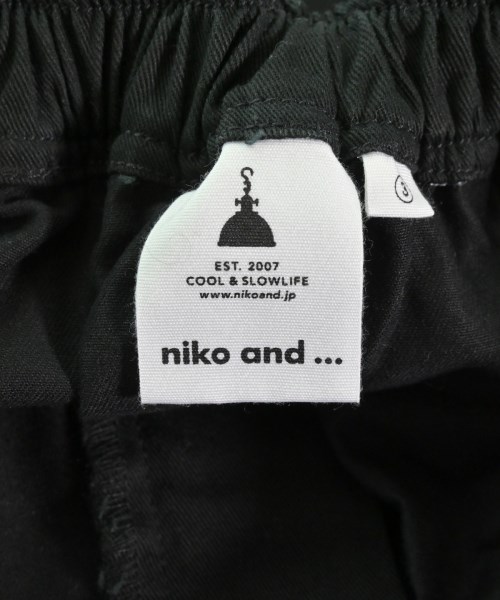 EST. 2007
COOL & SLOWLIFE
www.nikoand.jp
niko and ...